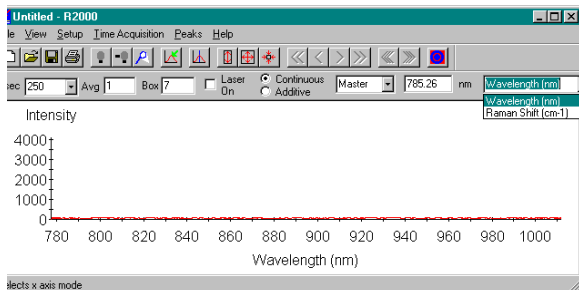 Untitled - R2000
le View Setup Time Acquisition Peaks Help
ec 250 Avg 1 Box 7 Laser On Continuous Additive Master 785.26 nm Wavelength (nm)
Wavelength (nm)
Raman Shift (cm-1)
Intensity
4000
3000
2000
1000
0
780 800 820 840 860 880 900 920 940 960 980 1000
Wavelength (nm)
elects x axis mode